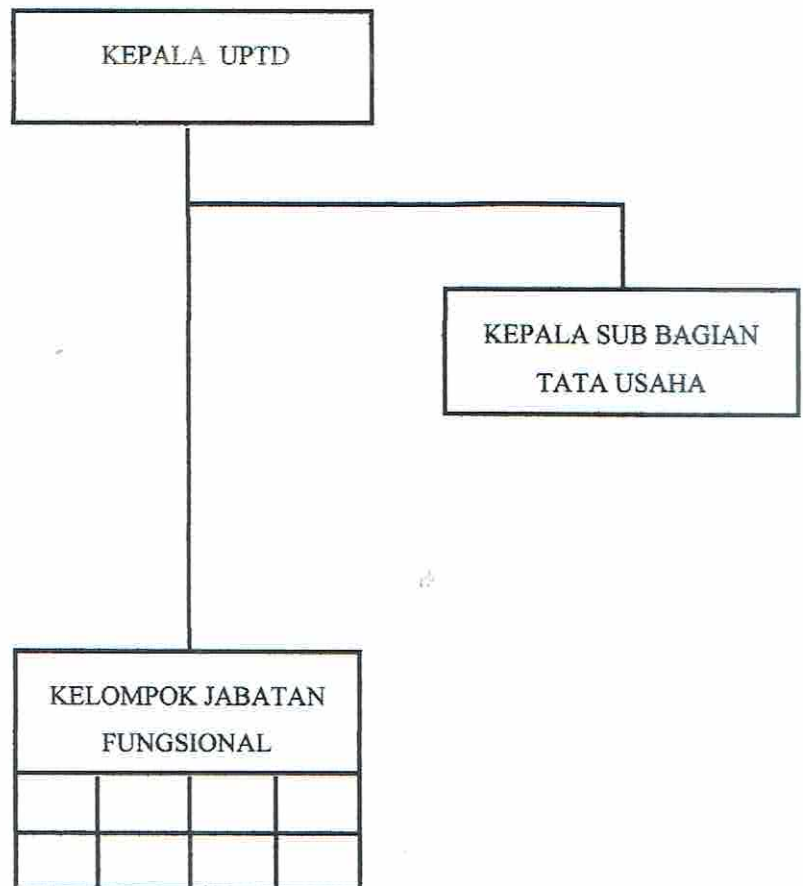 KEPALA UPTD
KEPALA SUB BAGIAN
TATA USAHA
KELOMPOK JABATAN
FUNGSIONAL